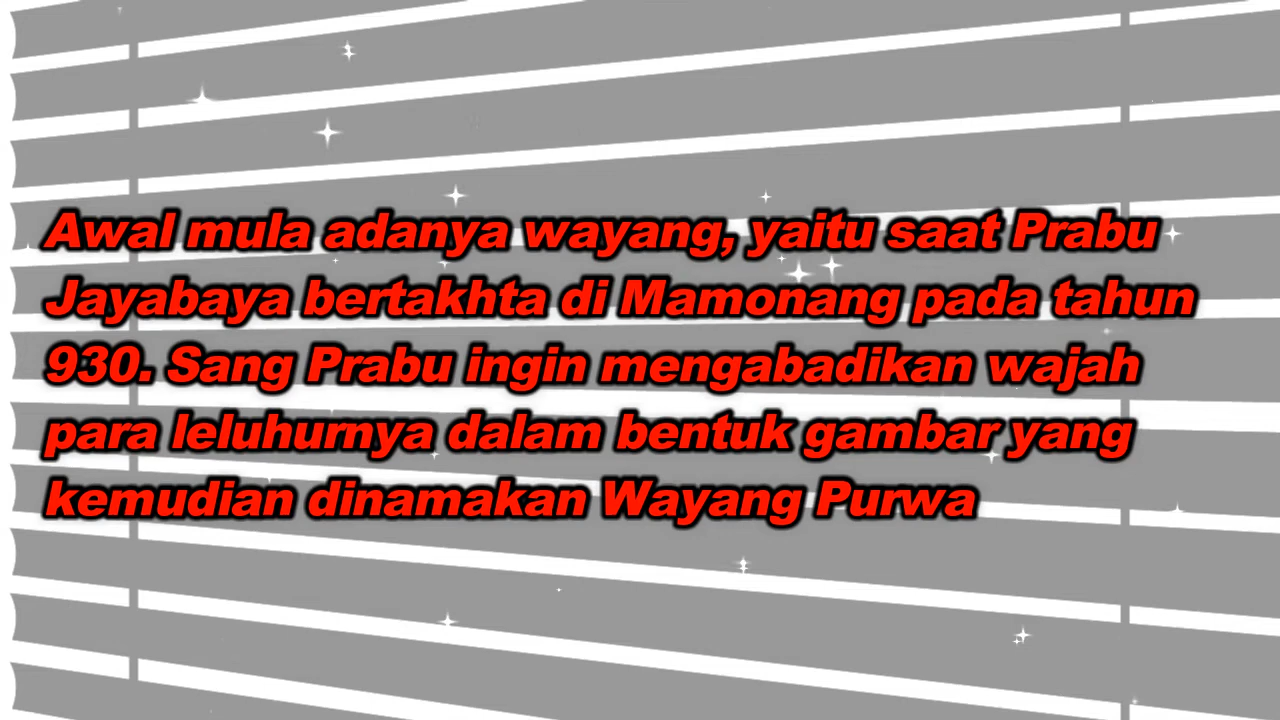 Awal mula adanya wayang, yaitu saat Prabu
Jayabaya bertakhta di Mamonang pada tahun
930. Sang Prabu ingin mengabadikan wajah
para leluhurnya dalam bentuk gambar yang
kemudian dinamakan Wayang Purwa